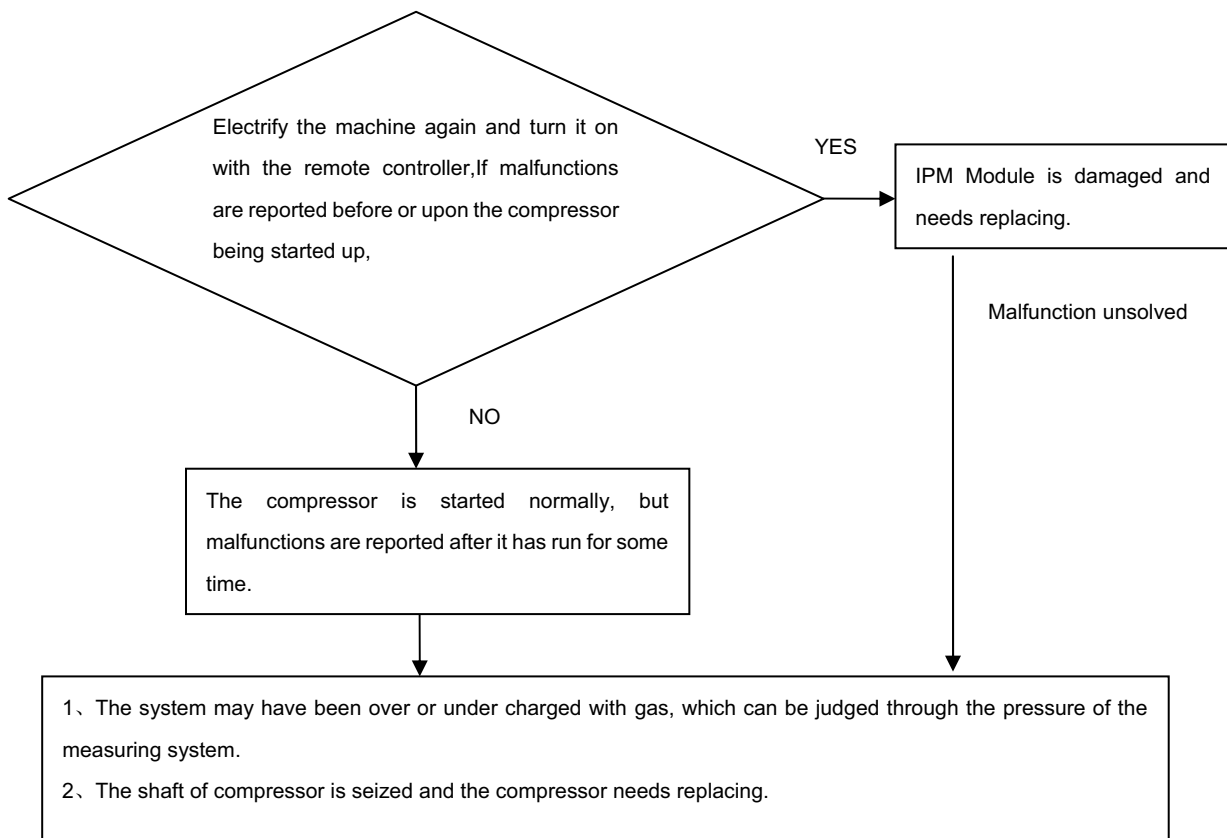 Electrify the machine again and turn it on
with the remote controller,If malfunctions
are reported before or upon the compressor
being started up,
YES
IPM Module is damaged and
needs replacing.
Malfunction unsolved
NO
The compressor is started normally, but
malfunctions are reported after it has run for some
time.
1、The system may have been over or under charged with gas, which can be judged through the pressure of the
measuring system.
2、The shaft of compressor is seized and the compressor needs replacing.